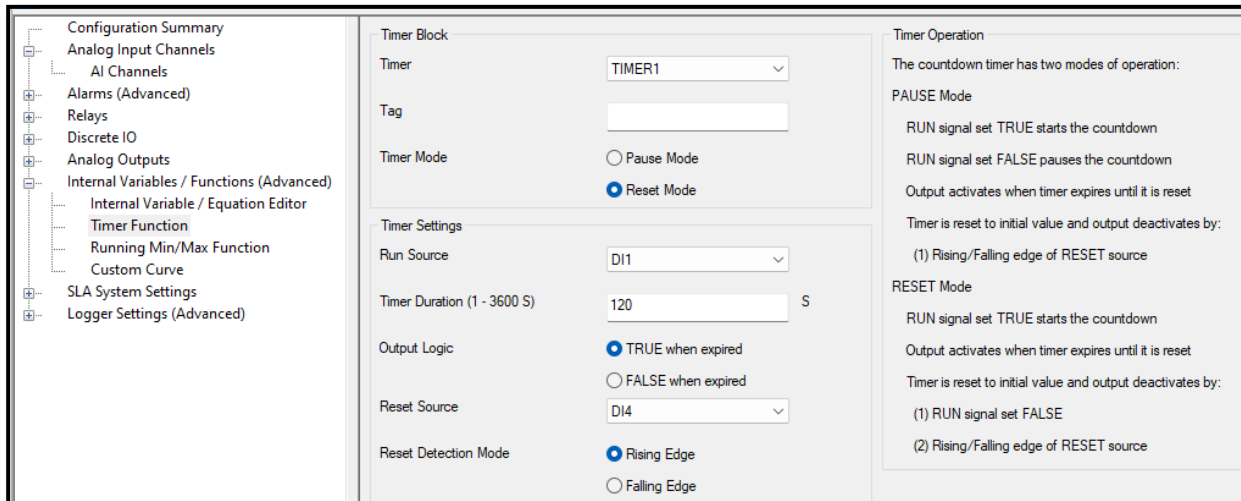 Configuration Summary
Analog Input Channels
AI Channels
Alarms (Advanced)
Relays
Discrete IO
Analog Outputs
Internal Variables / Functions (Advanced)
Internal Variable / Equation Editor
Timer Function
Running Min/Max Function
Custom Curve
SLA System Settings
Logger Settings (Advanced)
Timer Block
Timer TIMER1
Tag
Timer Mode Pause Mode
Reset Mode
Timer Settings
Run Source DI1
Timer Duration (1 - 3600 S) 120 S
Output Logic TRUE when expired
FALSE when expired
Reset Source DI4
Reset Detection Mode Rising Edge
Falling Edge
Timer Operation
The countdown timer has two modes of operation:
PAUSE Mode
RUN signal set TRUE starts the countdown
RUN signal set FALSE pauses the countdown
Output activates when timer expires until it is reset
Timer is reset to initial value and output deactivates by:
(1) Rising/Falling edge of RESET source
RESET Mode
RUN signal set TRUE starts the countdown
Output activates when timer expires until it is reset
Timer is reset to initial value and output deactivates by:
(1) RUN signal set FALSE
(2) Rising/Falling edge of RESET source